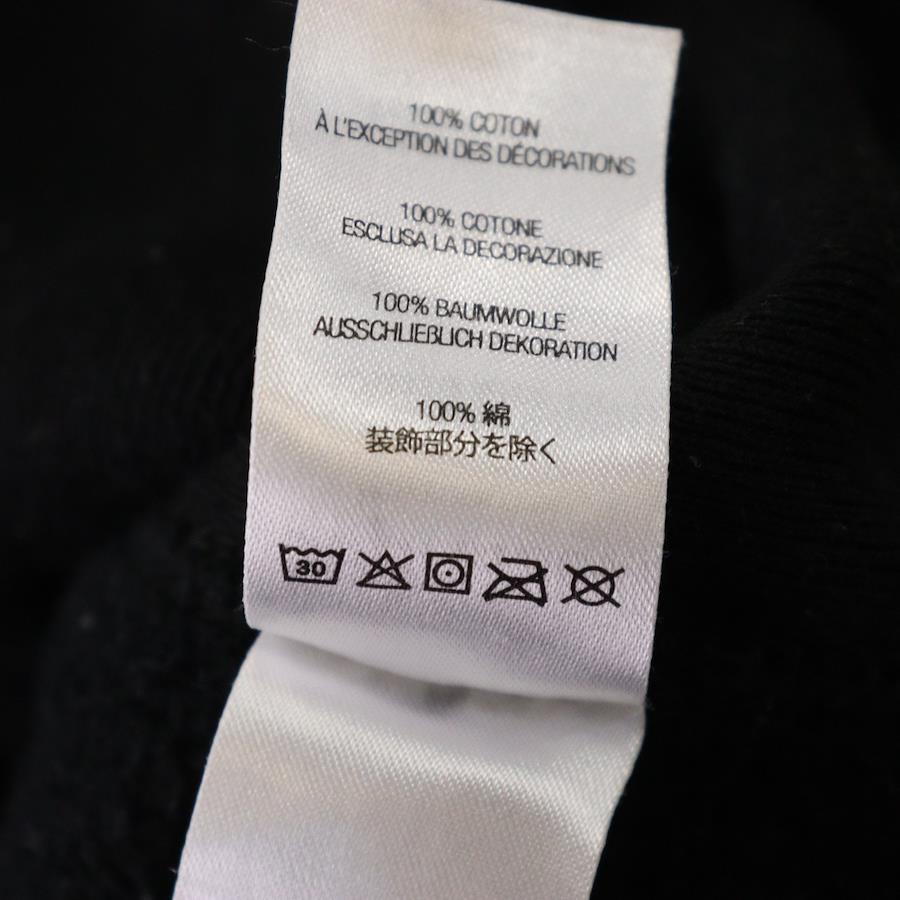 100% COTON
À L'EXCEPTION DES DÉCORATIONS
100% COTONE
ESCLUSA LA DECORAZIONE
100% BAUMWOLLE
AUSSCHLIEßLICH DEKORATION
100% 綿
装飾部分を除く
30